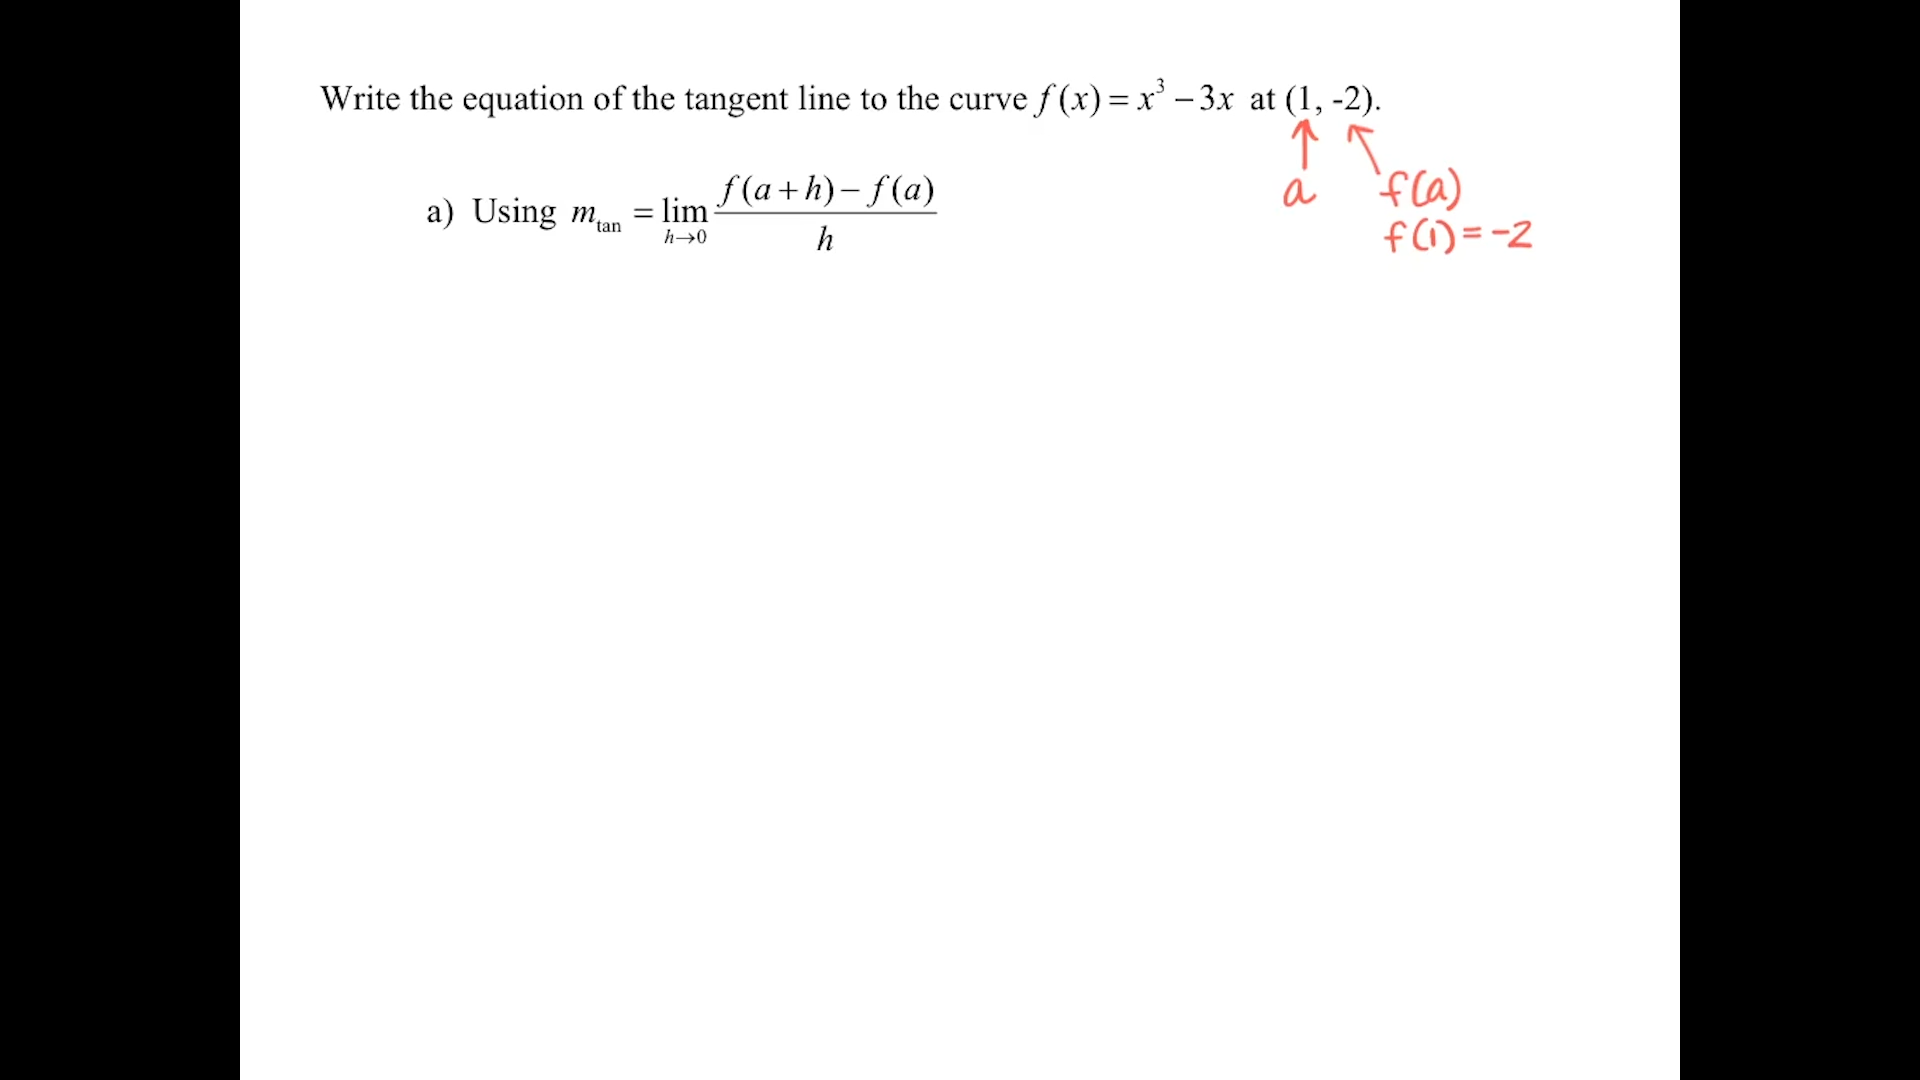 Write the equation of the tangent line to the curve f(x) = x³ − 3x at (1, -2).
a) Using m_tan = lim_{h→0} (f(a+h) − f(a))/h
a f(a)
f(1) = -2